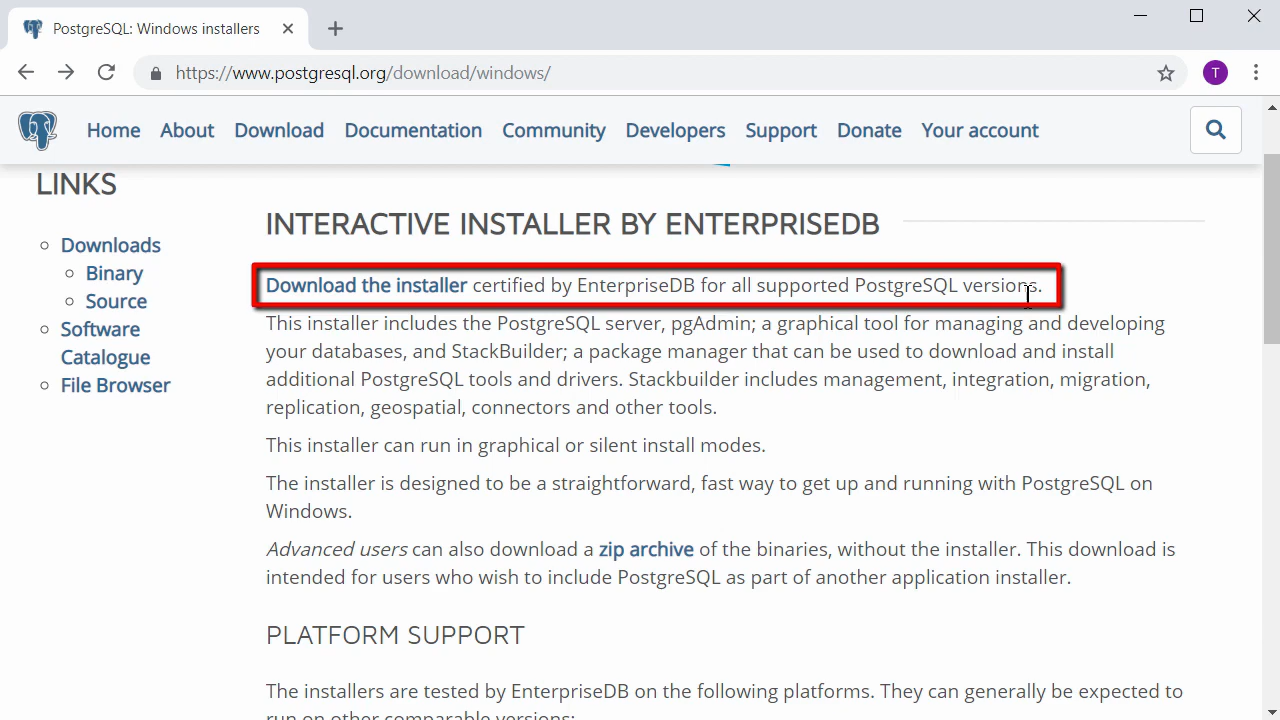 PostgreSQL: Windows installers
https://www.postgresql.org/download/windows/
T
Home About Download Documentation Community Developers Support Donate Your account
LINKS
Downloads
Binary
Source
Software
Catalogue
File Browser
INTERACTIVE INSTALLER BY ENTERPRISEDB
Download the installer certified by EnterpriseDB for all supported PostgreSQL versions.
This installer includes the PostgreSQL server, pgAdmin; a graphical tool for managing and developing
your databases, and StackBuilder; a package manager that can be used to download and install
additional PostgreSQL tools and drivers. Stackbuilder includes management, integration, migration,
replication, geospatial, connectors and other tools.
This installer can run in graphical or silent install modes.
The installer is designed to be a straightforward, fast way to get up and running with PostgreSQL on
Windows.
Advanced users can also download a zip archive of the binaries, without the installer. This download is
intended for users who wish to include PostgreSQL as part of another application installer.
PLATFORM SUPPORT
The installers are tested by EnterpriseDB on the following platforms. They can generally be expected to
run on other comparable versions: